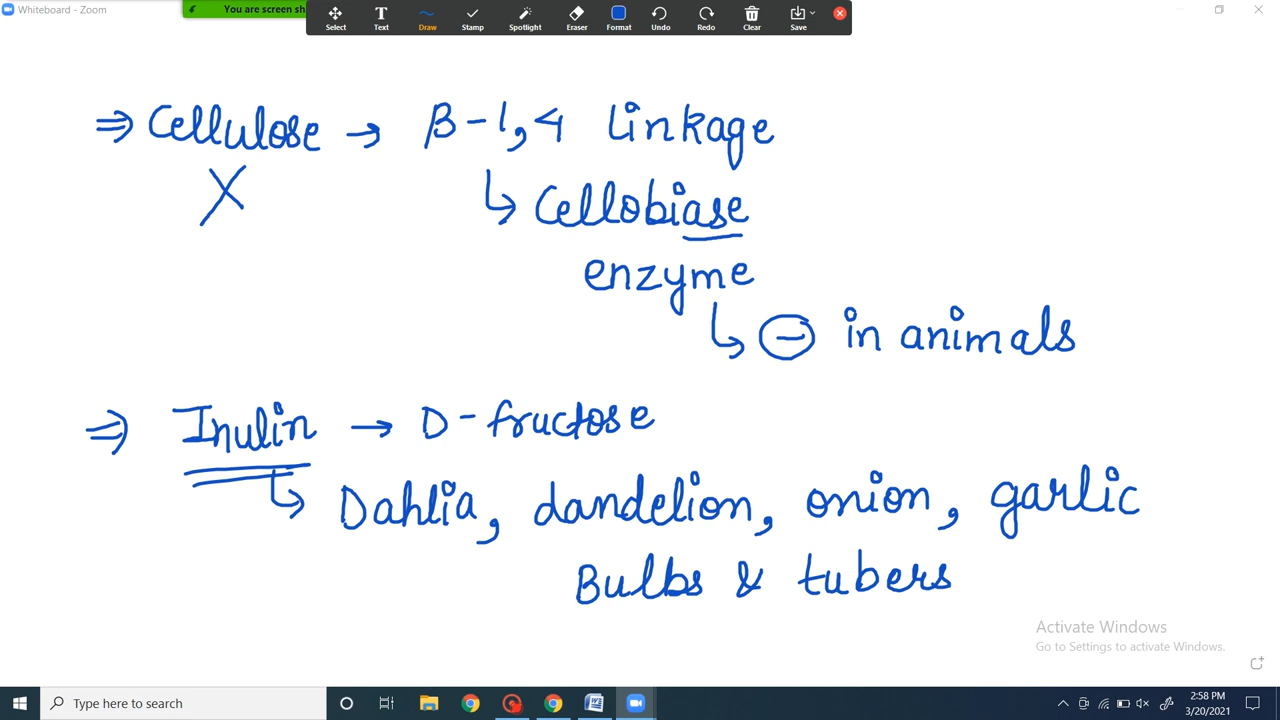 Whiteboard - Zoom
You are screen sh
Select Text Draw Stamp Spotlight Eraser Format Undo Redo Clear Save
⇒ Cellulose → β-1,4 linkage
X
↳ Cellobiase
enzyme
↳ ⊖ in animals
⇒ Inulin → D-fructose
↳ Dahlia, dandelion, onion, garlic
Bulbs & tubers
Activate Windows
Go to Settings to activate Windows.
Type here to search
2:58 PM
3/20/2021